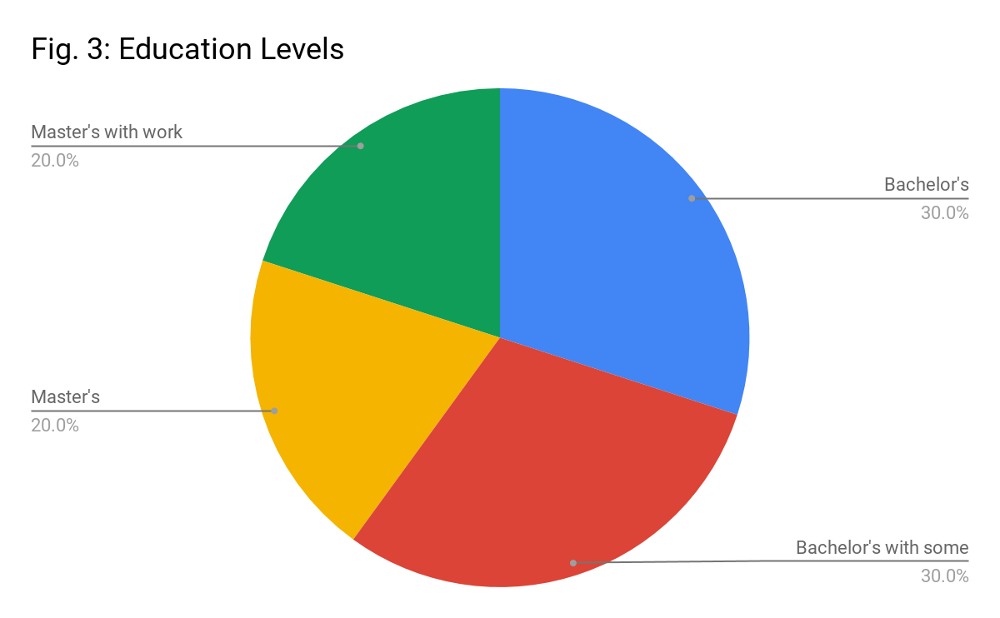 Fig. 3: Education Levels
Master's with work
20.0%
Bachelor's
30.0%
Master's
20.0%
Bachelor's with some
30.0%